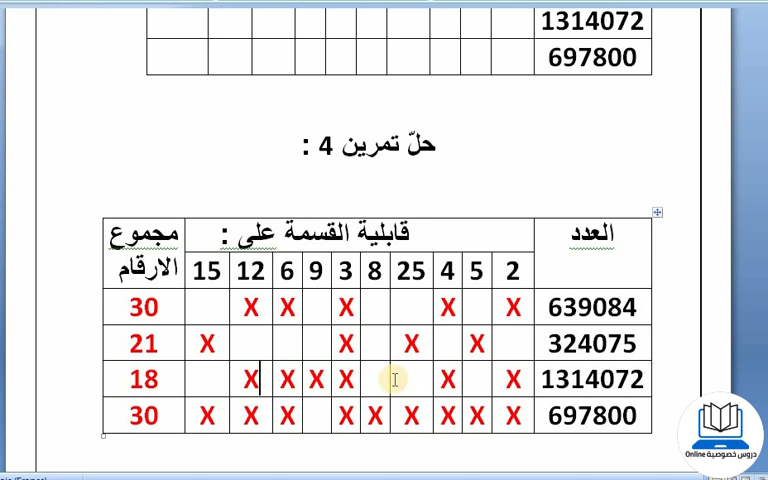 1314072
697800
حلّ تمرين 4 :
العدد قابلية القسمة على : مجموع الارقام
2 5 4 25 8 3 9 6 12 15
639084 X X X X X 30
324075 X X X X 21
1314072 X X X X X X 18
697800 X X X X X X X X X 30
دروس خصوصية Online